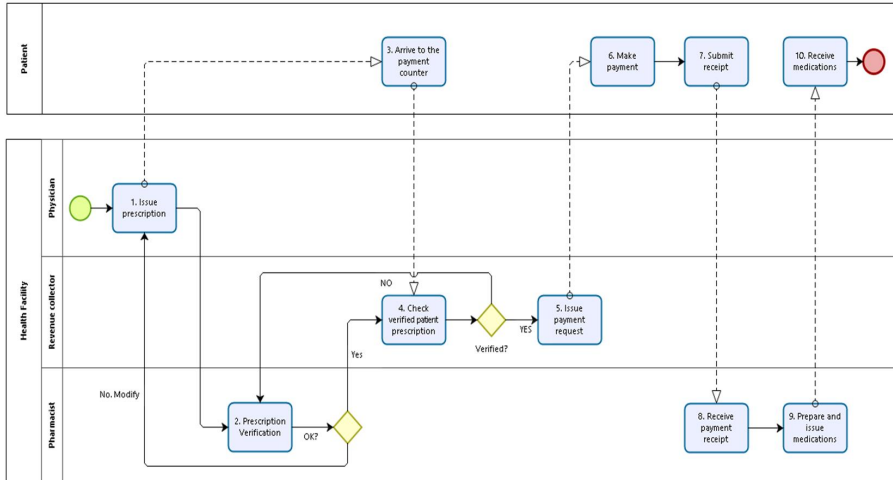 Patient
3. Arrive to the
payment
counter
6. Make
payment
7. Submit
receipt
10. Receive
medications
Health Facility
Physician
1. Issue
prescription
Revenue collector
NO
4. Check
verified patient
prescription
Verified?
YES
5. Issue
payment
request
Yes
Pharmacist
No. Modify
2. Prescription
Verification
OK?
8. Receive
payment
receipt
9. Prepare and
issue
medications